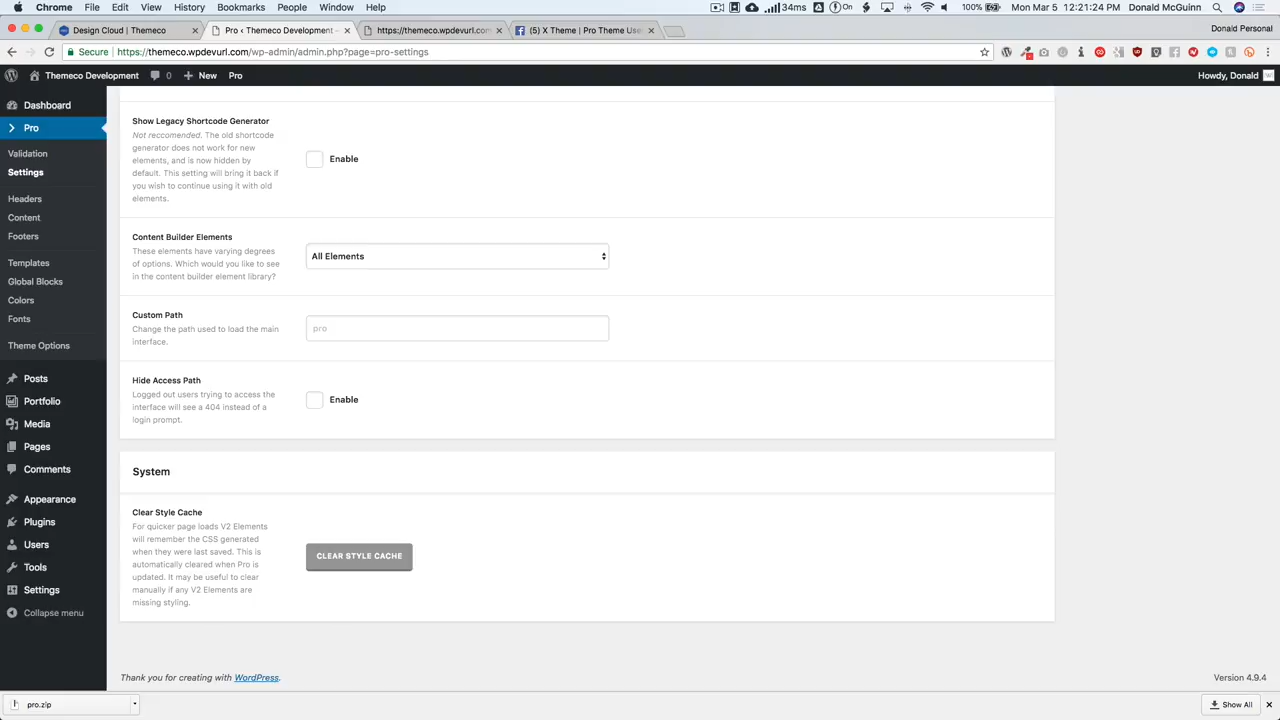 Chrome File Edit View History Bookmarks People Window Help 34ms On 100% Mon Mar 5 12:21:24 Donald McGuinn
Design Cloud | Themeco × Pro ‹ Themeco Development × https://themeco.wpdevurl.com × (5) X Theme | Pro Theme Use × Donald Personal
Secure https://themeco.wpdevurl.com/wp-admin/admin.php?page=pro-settings
Themeco Development 0 New Pro Howdy, Donald
Dashboard
Pro
Validation
Settings
Headers
Content
Footers
Templates
Global Blocks
Colors
Fonts
Theme Options
Posts
Portfolio
Media
Pages
Comments
Appearance
Plugins
Users
Tools
Settings
Collapse menu
Show Legacy Shortcode Generator
Not reccomended. The old shortcode
generator does not work for new
elements, and is now hidden by
default. This setting will bring it back if
you wish to continue using it with old
elements.
Enable
Content Builder Elements
These elements have varying degrees
of options. Which would you like to see
in the content builder element library?
All Elements
Custom Path
Change the path used to load the main
interface.
pro
Hide Access Path
Logged out users trying to access the
interface will see a 404 instead of a
login prompt.
Enable
System
Clear Style Cache
For quicker page loads V2 Elements
will remember the CSS generated
when they were last saved. This is
automatically cleared when Pro is
updated. It may be useful to clear
manually if any V2 Elements are
missing styling.
CLEAR STYLE CACHE
Thank you for creating with WordPress.
Version 4.9.4
pro.zip
Show All ×